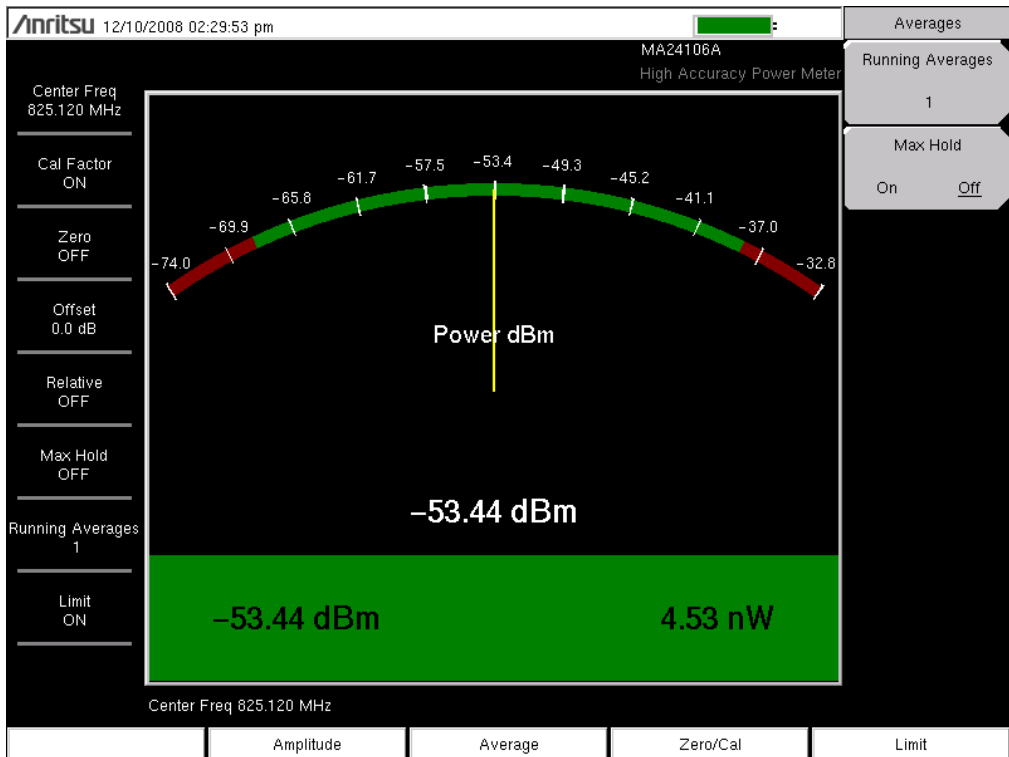 Anritsu 12/10/2008 02:29:53 pm
Averages
MA24106A
High Accuracy Power Meter
Running Averages
1
Max Hold
On Off
Center Freq
825.120 MHz
Cal Factor
ON
Zero
OFF
Offset
0.0 dB
Relative
OFF
Max Hold
OFF
Running Averages
1
Limit
ON
-74.0 -69.9 -65.8 -61.7 -57.5 -53.4 -49.3 -45.2 -41.1 -37.0 -32.8
Power dBm
-53.44 dBm
-53.44 dBm 4.53 nW
Center Freq 825.120 MHz
Amplitude Average Zero/Cal Limit